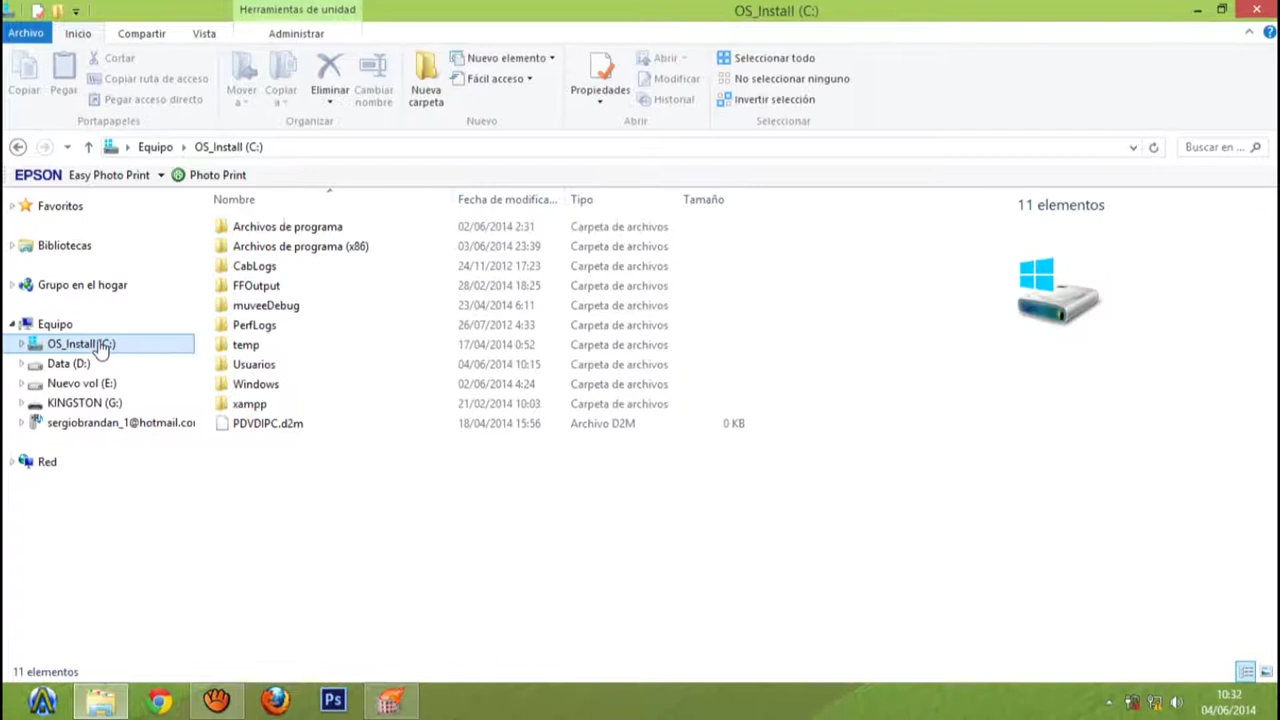 Herramientas de unidad
OS_Install (C:)
Archivo Inicio Compartir Vista Administrar
Copiar
Pegar
Cortar
Copiar ruta de acceso
Pegar acceso directo
Portapapeles
Mover a
Copiar a
Eliminar
Cambiar nombre
Organizar
Nueva carpeta
Nuevo elemento
Fácil acceso
Nuevo
Propiedades
Abrir
Modificar
Historial
Abrir
Seleccionar todo
No seleccionar ninguno
Invertir selección
Seleccionar
Equipo OS_Install (C:)
Buscar en ...
EPSON Easy Photo Print Photo Print
Favoritos
Bibliotecas
Grupo en el hogar
Equipo
OS_Install (C:)
Data (D:)
Nuevo vol (E:)
KINGSTON (G:)
sergiobrandan_1@hotmail.co
Red
Nombre Fecha de modifica... Tipo Tamaño
Archivos de programa 02/06/2014 2:31 Carpeta de archivos
Archivos de programa (x86) 03/06/2014 23:39 Carpeta de archivos
CabLogs 24/11/2012 17:23 Carpeta de archivos
FFOutput 28/02/2014 18:25 Carpeta de archivos
muveeDebug 23/04/2014 6:11 Carpeta de archivos
PerfLogs 26/07/2012 4:33 Carpeta de archivos
temp 17/04/2014 0:52 Carpeta de archivos
Usuarios 04/06/2014 10:15 Carpeta de archivos
Windows 02/06/2014 4:24 Carpeta de archivos
xampp 21/02/2014 10:03 Carpeta de archivos
PDVDIPC.d2m 18/04/2014 15:56 Archivo D2M 0 KB
11 elementos
11 elementos
Ps
10:32
04/06/2014